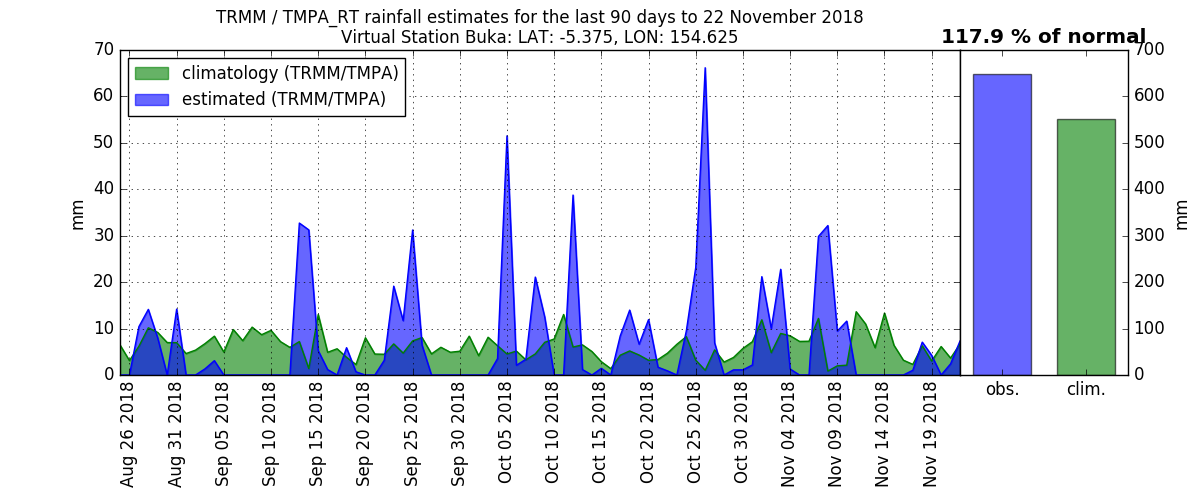 TRMM / TMPA_RT rainfall estimates for the last 90 days to 22 November 2018
Virtual Station Buka: LAT: -5.375, LON: 154.625
117.9 % of normal
climatology (TRMM/TMPA)
estimated (TRMM/TMPA)
mm
70
60
50
40
30
20
10
0
Aug 26 2018
Aug 31 2018
Sep 05 2018
Sep 10 2018
Sep 15 2018
Sep 20 2018
Sep 25 2018
Sep 30 2018
Oct 05 2018
Oct 10 2018
Oct 15 2018
Oct 20 2018
Oct 25 2018
Oct 30 2018
Nov 04 2018
Nov 09 2018
Nov 14 2018
Nov 19 2018
obs.
clim.
700
600
500
400
300
200
100
0
mm